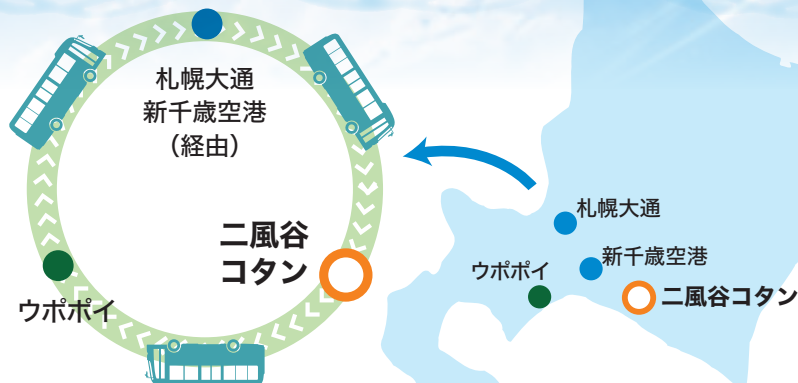 札幌大通
新千歳空港
（経由）
二風谷
コタン
ウポポイ
札幌大通
新千歳空港
ウポポイ
二風谷コタン